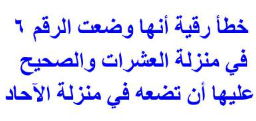 خطأ رقية أنها وضعت الرقم ٦
في منزلة العشرات والصحيح
عليها أن تضعه في منزلة الآحاد